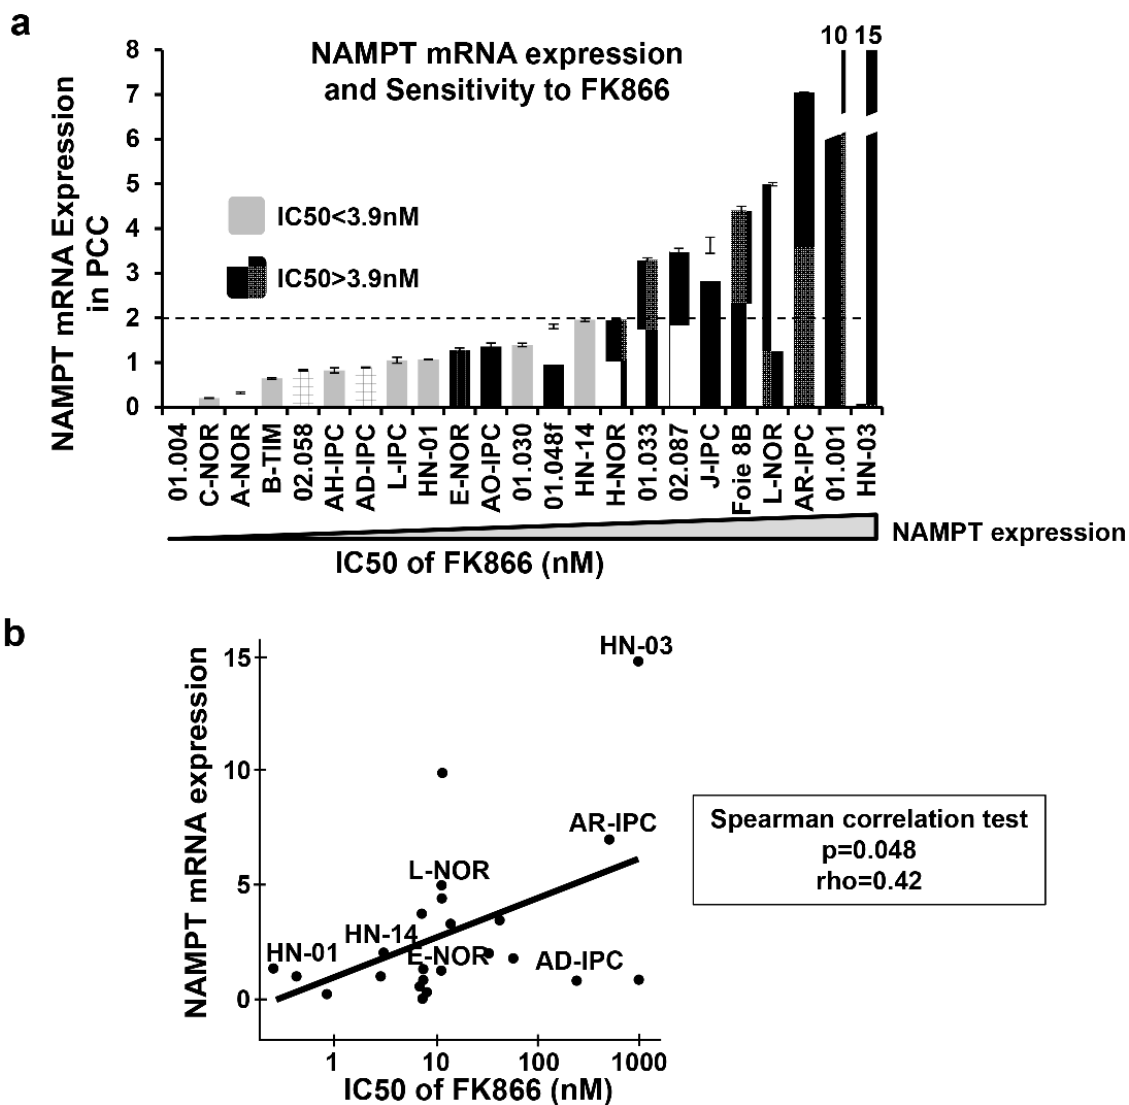 a
NAMPT mRNA expression
and Sensitivity to FK866
10 15
8
7
6
5
4
3
2
1
0
NAMPT mRNA Expression
in PCC
IC50<3.9nM
IC50>3.9nM
01.004
C-NOR
A-NOR
B-TIM
02.058
AH-IPC
AD-IPC
L-IPC
HN-01
E-NOR
AO-IPC
01.030
01.048f
HN-14
H-NOR
01.033
02.087
J-IPC
Foie 8B
L-NOR
AR-IPC
01.001
HN-03
NAMPT expression
IC50 of FK866 (nM)
b
NAMPT mRNA expression
15
10
5
0
HN-03
AR-IPC
L-NOR
HN-14
HN-01
E-NOR
AD-IPC
1 10 100 1000
IC50 of FK866 (nM)
Spearman correlation test
p=0.048
rho=0.42